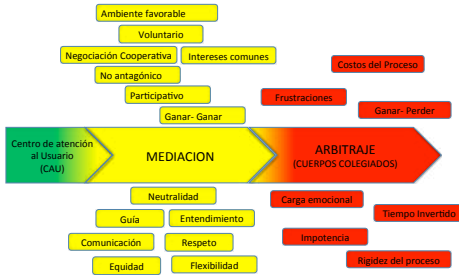 Ambiente favorable
Voluntario
Negociación Cooperativa
Intereses comunes
No antagónico
Costos del Proceso
Participativo
Frustraciones
Ganar- Ganar
Ganar- Perder
Centro de atención
al Usuario
(CAU)
MEDIACION
ARBITRAJE
(CUERPOS COLEGIADOS)
Neutralidad
Carga emocional
Guía
Entendimiento
Tiempo Invertido
Comunicación
Respeto
Impotencia
Equidad
Flexibilidad
Rigidez del proceso